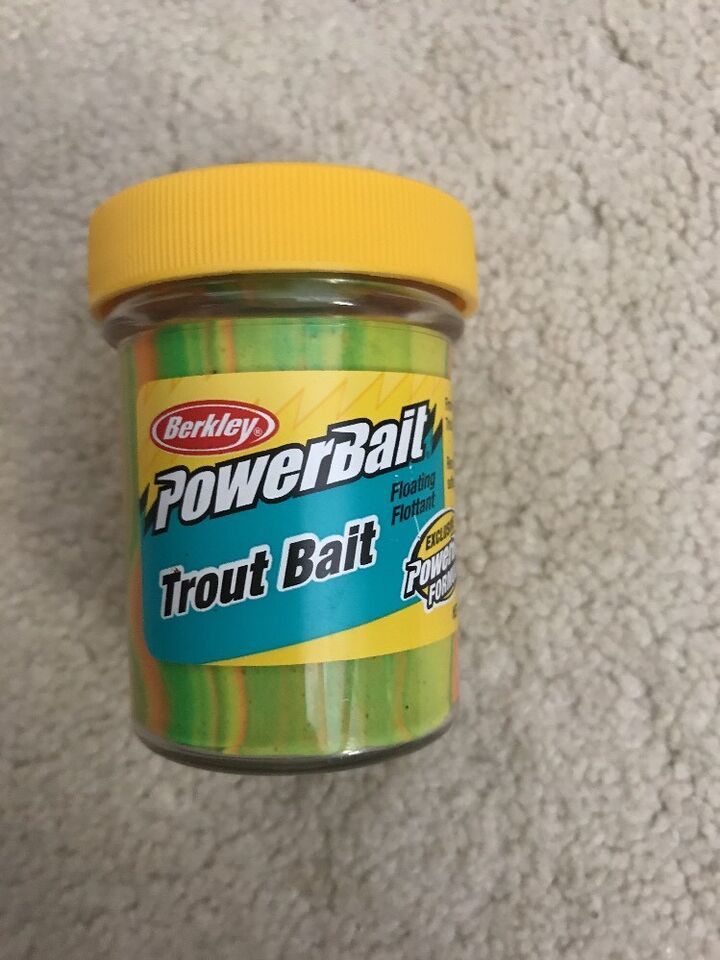 Berkley®
PowerBait
Floating
Flottant
Trout Bait